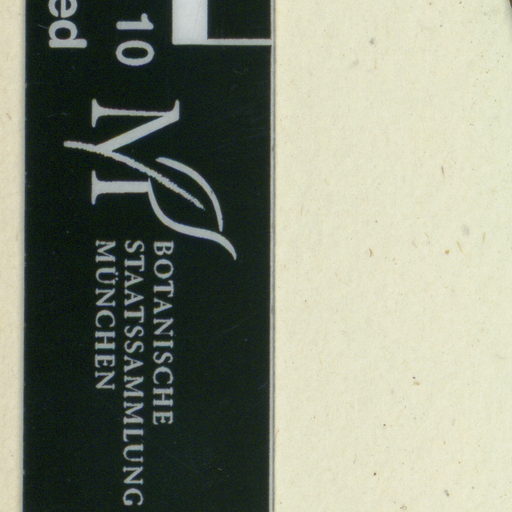 10
ed
BOTANISCHE
STAATSSAMMLUNG
MÜNCHEN